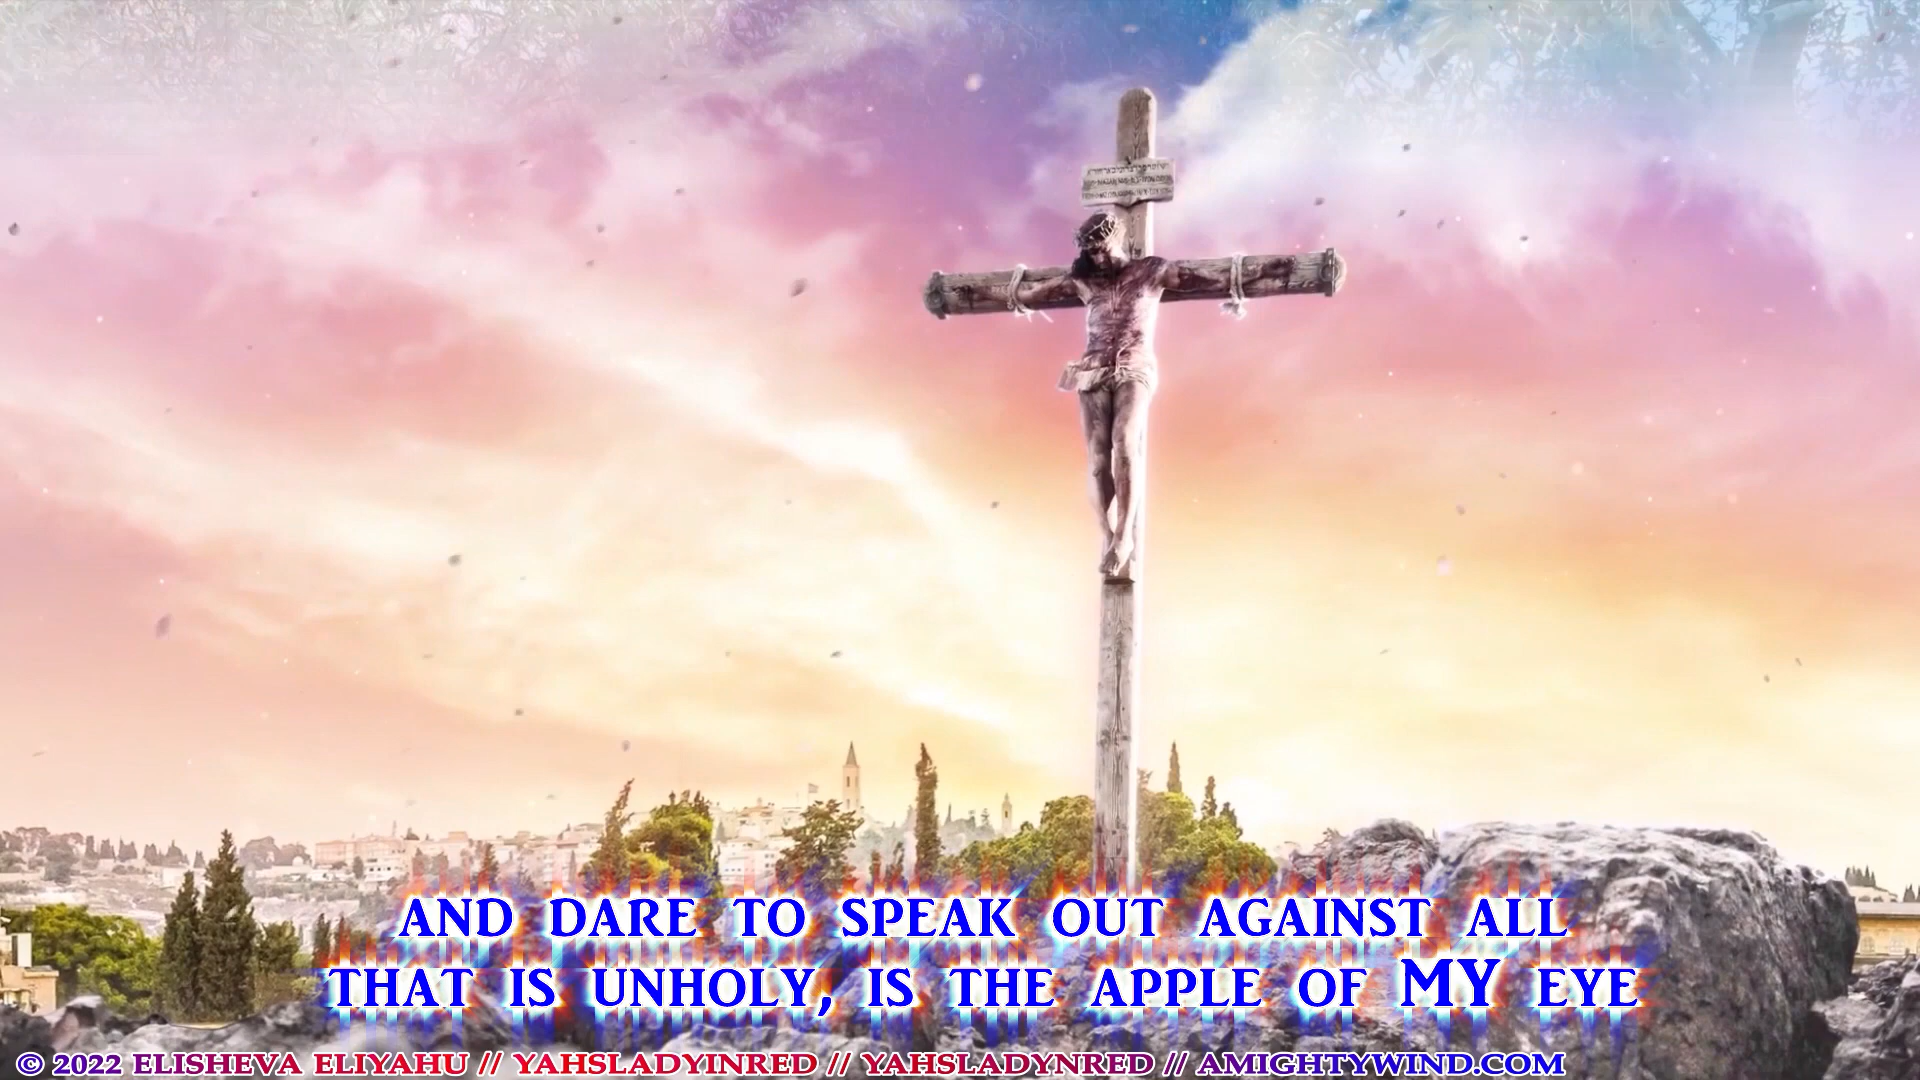 AND DARE TO SPEAK OUT AGAINST ALL
THAT IS UNHOLY, IS THE APPLE OF MY EYE
© 2022 ELISHEVA ELIYAHU // YAHSLADYINRED // YAHSLADYNRED // AMIGHTYWIND.COM